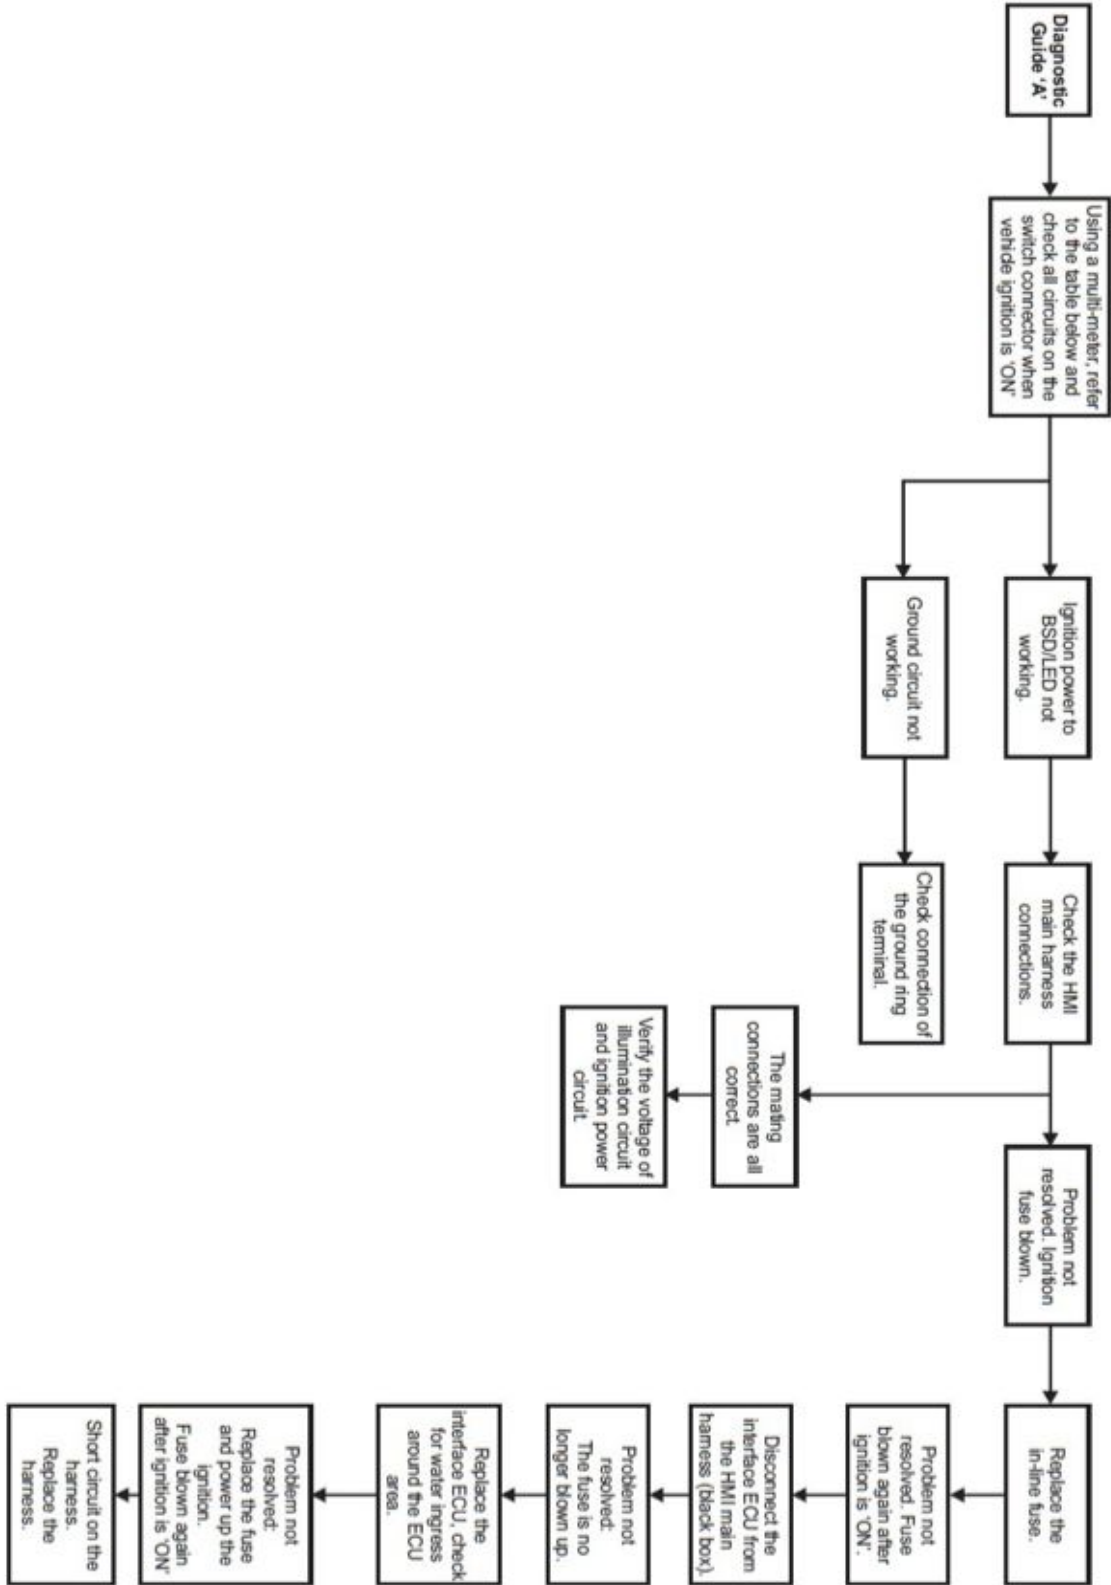 Diagnostic
Guide ‘A’
Using a multi-meter, refer
to the table below and
check all circuits on the
switch connector when
vehicle ignition is ‘ON’
Ignition power to
BSD/LED not
working.
Check the HMI
main harness
connections.
Problem not
resolved. Ignition
fuse blown.
Replace the
in-line fuse.
Ground circuit not
working.
Check connection of
the ground ring
terminal.
The mating
connections are all
correct.
Verify the voltage of
illumination circuit
and ignition power
circuit.
Problem not
resolved. Fuse
blown again after
ignition is ‘ON’.
Disconnect the
interface ECU from
the HMI main
harness (black box).
Problem not
resolved:
The fuse is no
longer blown up.
Replace the
interface ECU, check
for water ingress
around the ECU
area.
Problem not
resolved:
Replace the fuse
and power up the
ignition.
Fuse blown again
after ignition is ‘ON’
Short circuit on the
harness.
Replace the
harness.